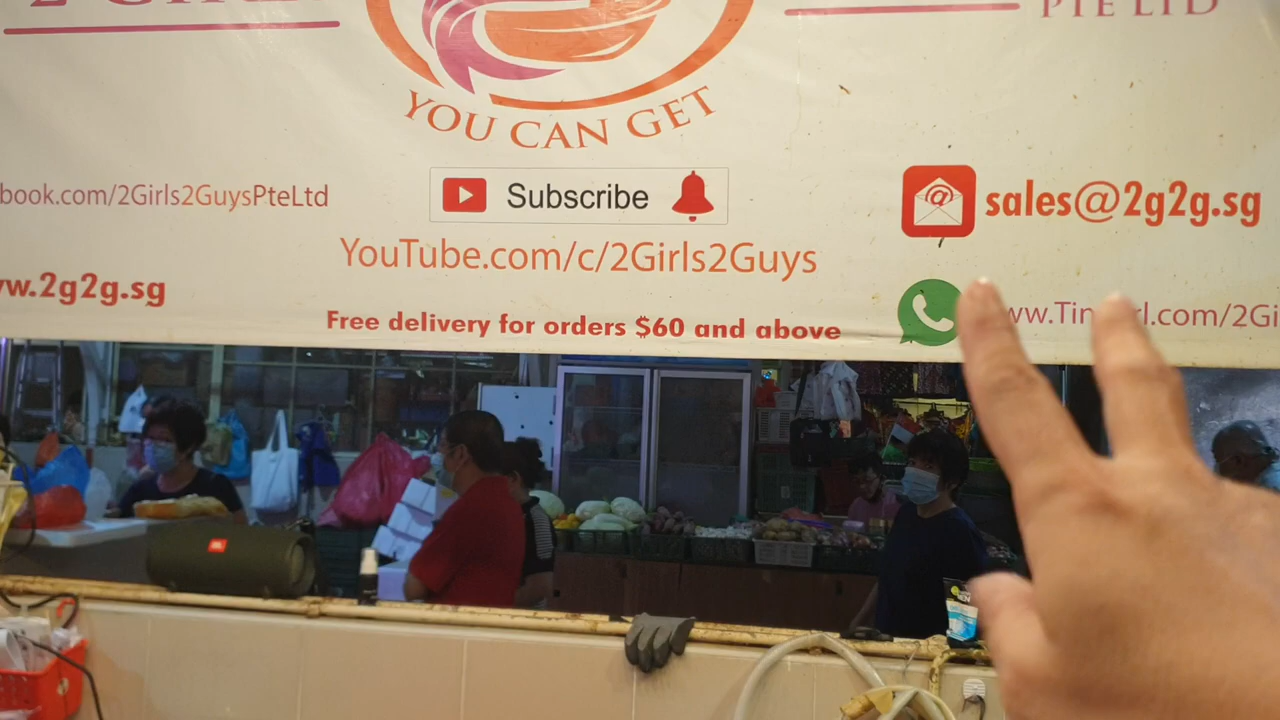 PTE LTD
YOU CAN GET
book.com/2Girls2GuysPteLtd
Subscribe
sales@2g2g.sg
YouTube.com/c/2Girls2Guys
www.2g2g.sg
Free delivery for orders $60 and above
JBL